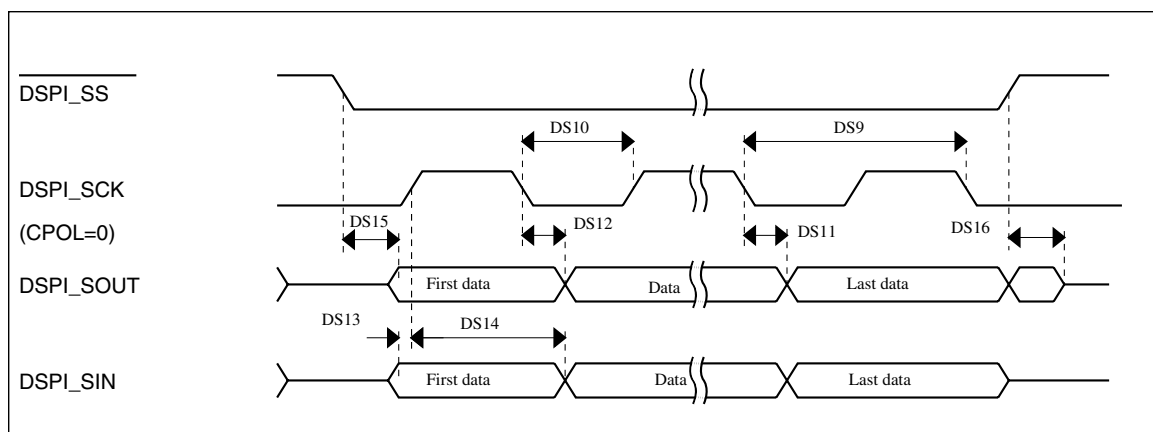 DSPI_SS
DS10
DS9
DSPI_SCK
(CPOL=0)
DS15
DS12
DS11
DS16
DSPI_SOUT
First data
Data
Last data
DS13
DS14
DSPI_SIN
First data
Data
Last data